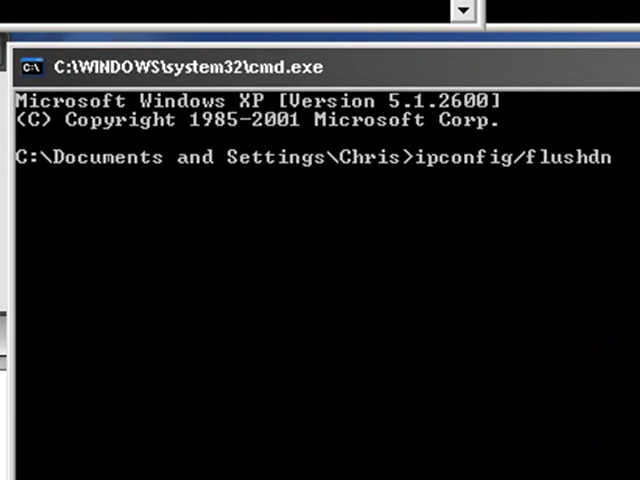 C:\WINDOWS\system32\cmd.exe
Microsoft Windows XP [Version 5.1.2600]
(C) Copyright 1985-2001 Microsoft Corp.
C:\Documents and Settings\Chris>ipconfig/flushdn